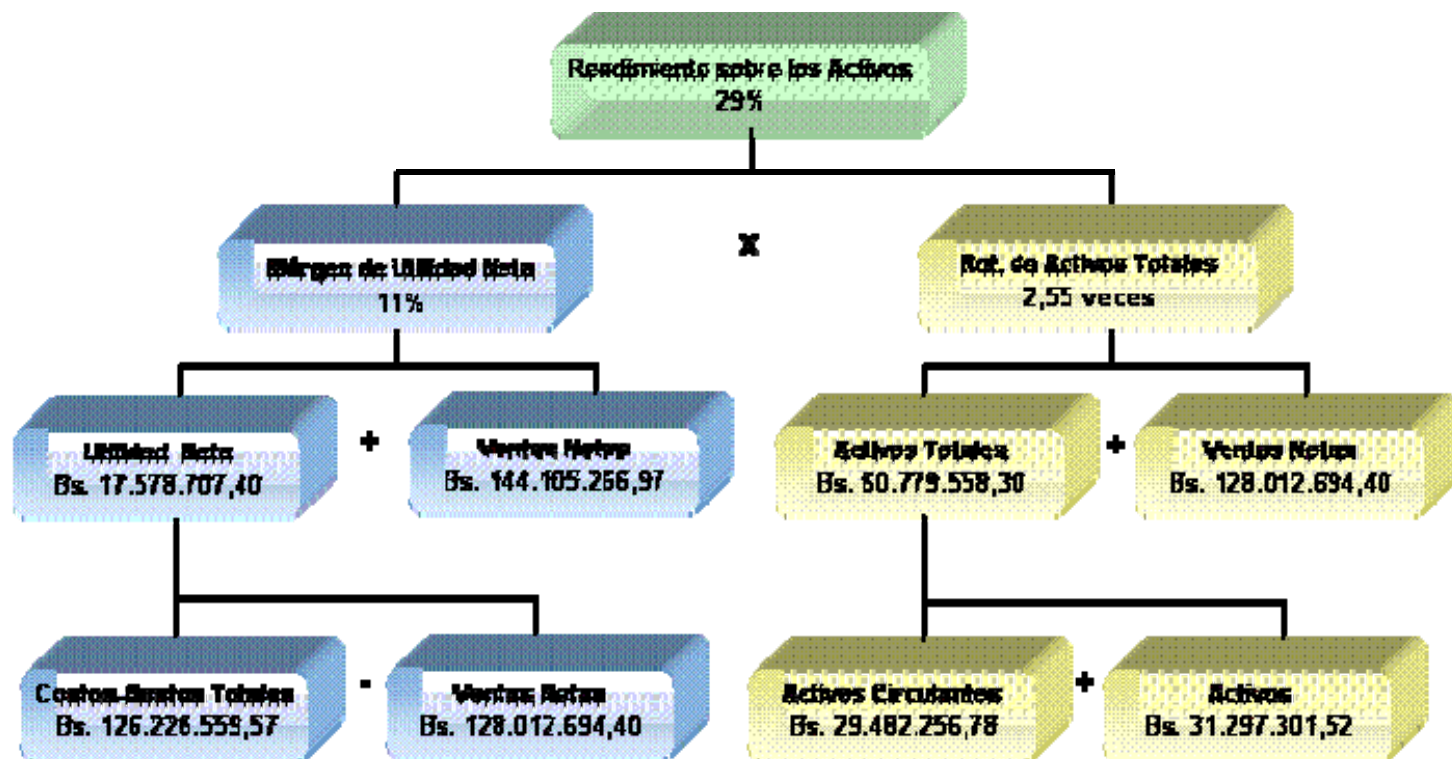 Rendimiento sobre los Activos
29%
X
Márgen de Utilidad Neta
11%
Rot. de Activos Totales
2,55 veces
Utilidad Neta
Bs. 17.578.707,40
+
Ventas Netas
Bs. 144.105.266,97
Activos Totales
Bs. 60.779.558,30
+
Ventas Netas
Bs. 128.012.694,40
Costos-Gastos Totales
Bs. 126.226.559,57
-
Ventas Netas
Bs. 128.012.694,40
Activos Circulantes
Bs. 29.482.256,78
+
Activos
Bs. 31.297.301,52